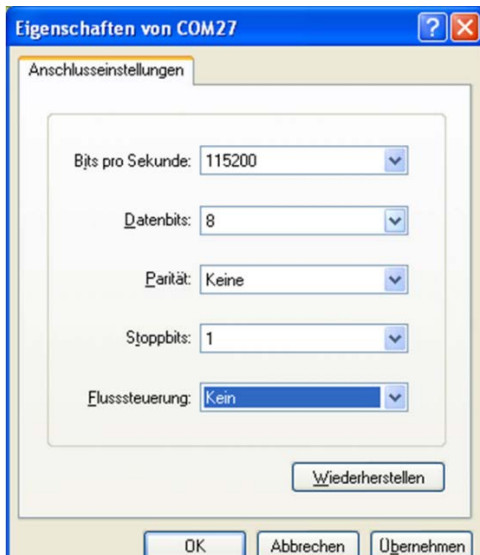 Eigenschaften von COM27
Anschlusseinstellungen
Bits pro Sekunde: 115200
Datenbits: 8
Parität: Keine
Stoppbits: 1
Flusssteuerung: Kein
Wiederherstellen
OK Abbrechen Übernehmen